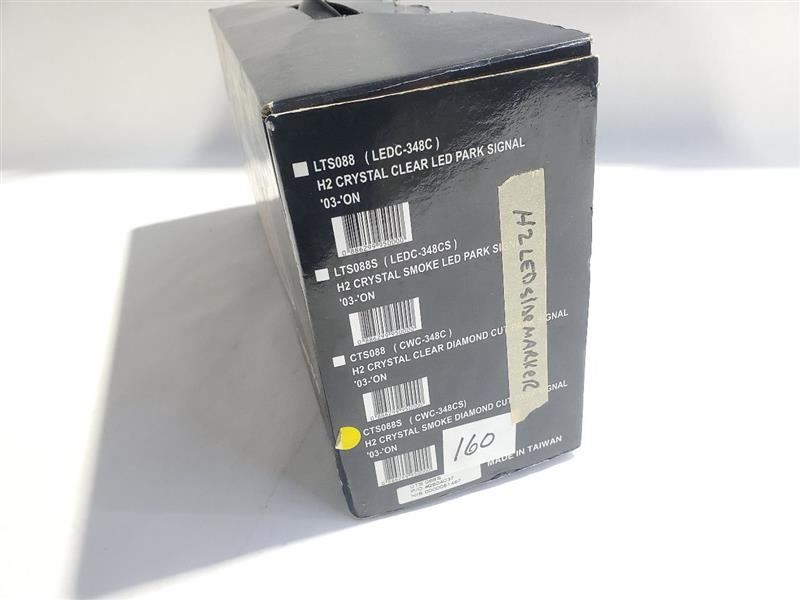 LTS088 ( LEDC-348C )
H2 CRYSTAL CLEAR LED PARK SIGNAL
'03-'ON
LTS088S ( LEDC-348CS )
H2 CRYSTAL SMOKE LED PARK SIGNAL
'03-'ON
CTS088 ( CWC-348C )
H2 CRYSTAL CLEAR DIAMOND CUT SIGNAL
'03-'ON
CTS088S ( CWC-348CS)
H2 CRYSTAL SMOKE DIAMOND CUT SIGNAL
'03-'ON
H2 LED SIDE MARKER
160
MADE IN TAIWAN